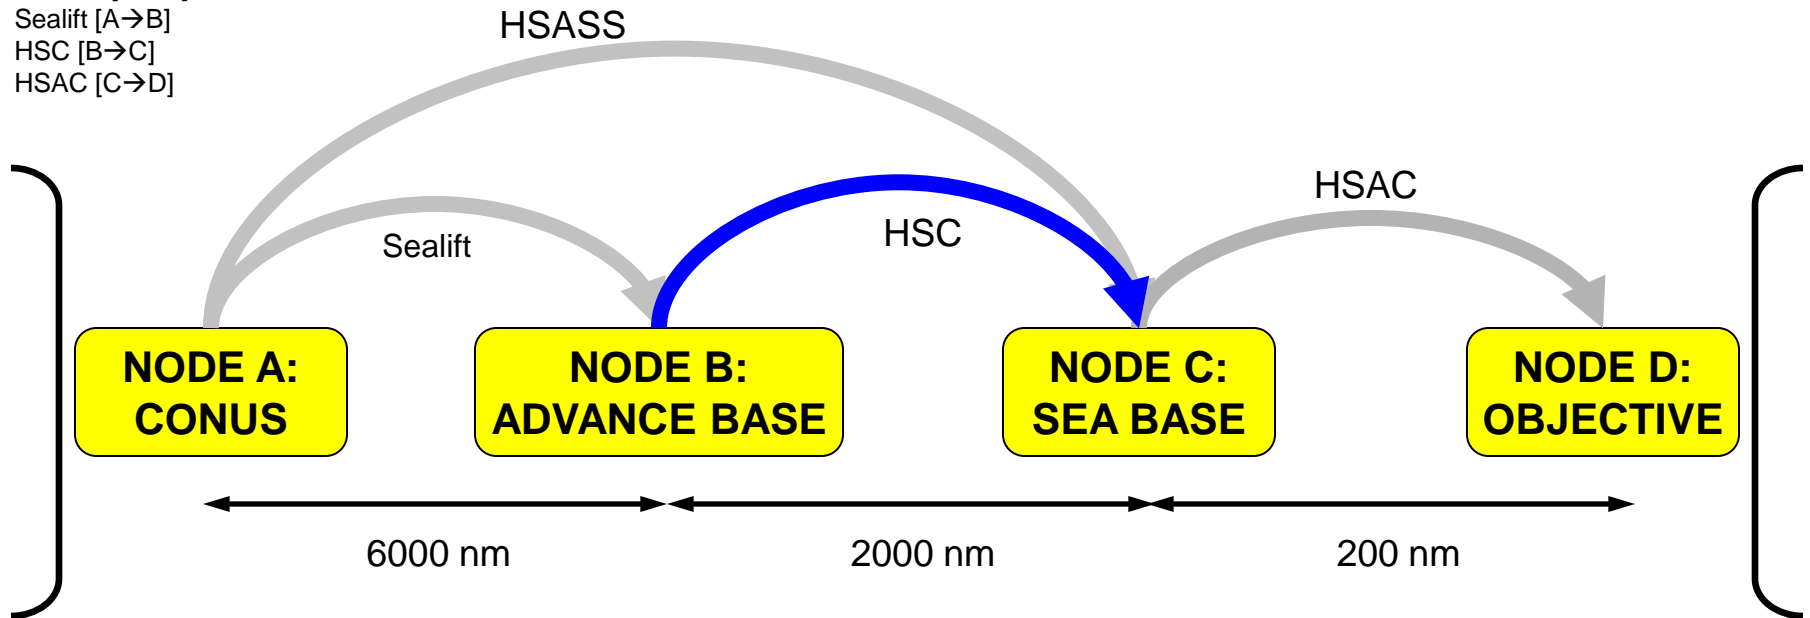 Sealift [A→B]
HSC [B→C]
HSAC [C→D]
HSASS
Sealift
HSC
HSAC
NODE A:
CONUS
NODE B:
ADVANCE BASE
NODE C:
SEA BASE
NODE D:
OBJECTIVE
6000 nm
2000 nm
200 nm